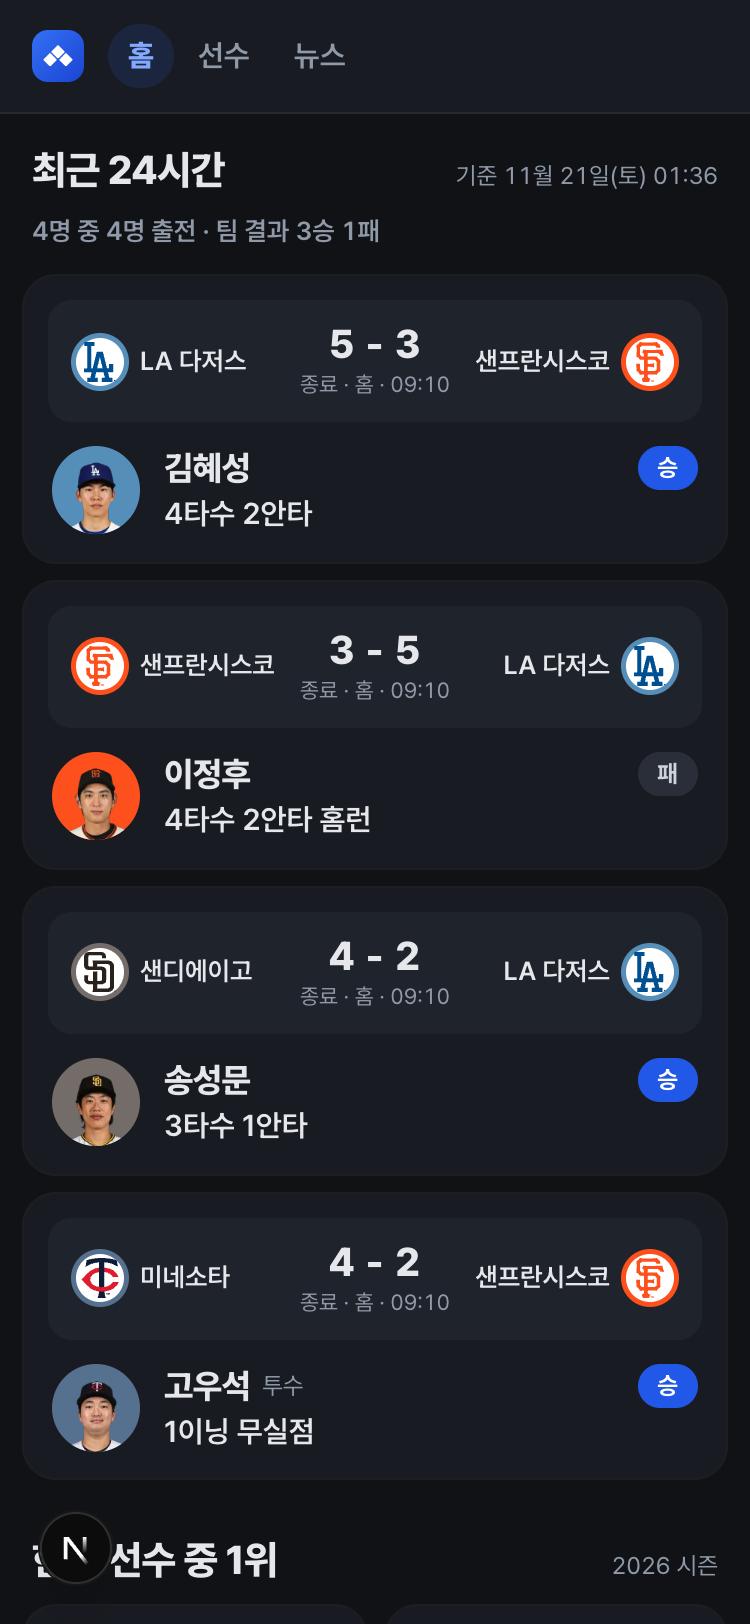 홈 선수 뉴스
최근 24시간
기준 11월 21일(토) 01:36
4명 중 4명 출전 · 팀 결과 3승 1패
LA 다저스 5 - 3 샌프란시스코
종료 · 홈 · 09:10
김혜성 승
4타수 2안타
샌프란시스코 3 - 5 LA 다저스
종료 · 홈 · 09:10
이정후 패
4타수 2안타 홈런
샌디에이고 4 - 2 LA 다저스
종료 · 홈 · 09:10
송성문 승
3타수 1안타
미네소타 4 - 2 샌프란시스코
종료 · 홈 · 09:10
고우석 투수 승
1이닝 무실점
N
선수 중 1위
2026 시즌